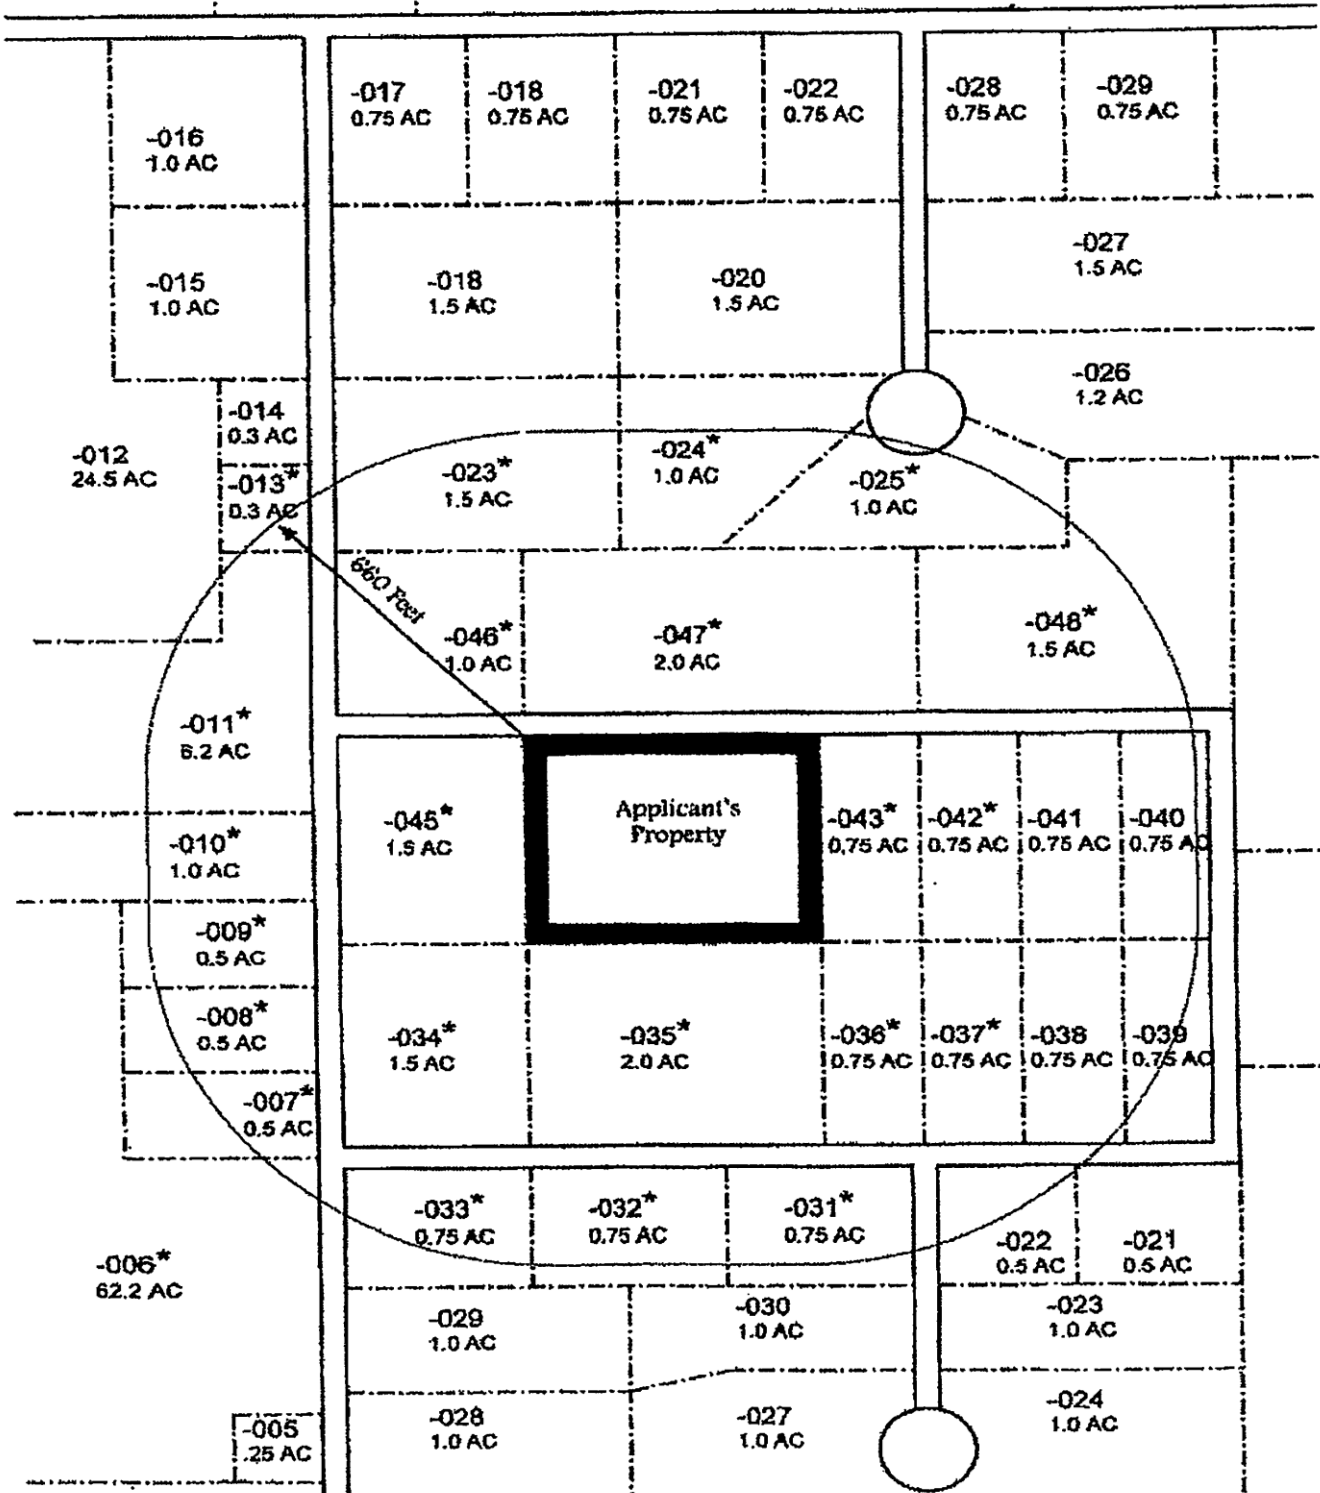 -017
0.75 AC
-018
0.75 AC
-021
0.75 AC
-022
0.75 AC
-028
0.75 AC
-029
0.75 AC
-016
1.0 AC
-015
1.0 AC
-018
1.5 AC
-020
1.5 AC
-027
1.5 AC
-026
1.2 AC
-014
0.3 AC
-012
24.5 AC
-013*
0.3 AC
-023*
1.5 AC
-024*
1.0 AC
-025*
1.0 AC
660 Feet
-046*
1.0 AC
-047*
2.0 AC
-048*
1.5 AC
-011*
6.2 AC
-045*
1.5 AC
Applicant's
Property
-043*
0.75 AC
-042*
0.75 AC
-041
0.75 AC
-040
0.75 AC
-010*
1.0 AC
-009*
0.5 AC
-008*
0.5 AC
-034*
1.5 AC
-035*
2.0 AC
-036*
0.75 AC
-037*
0.75 AC
-038
0.75 AC
-039
0.75 AC
-007*
0.5 AC
-033*
0.75 AC
-032*
0.75 AC
-031*
0.75 AC
-022
0.5 AC
-021
0.5 AC
-006*
62.2 AC
-029
1.0 AC
-030
1.0 AC
-023
1.0 AC
-028
1.0 AC
-027
1.0 AC
-024
1.0 AC
-005
.25 AC